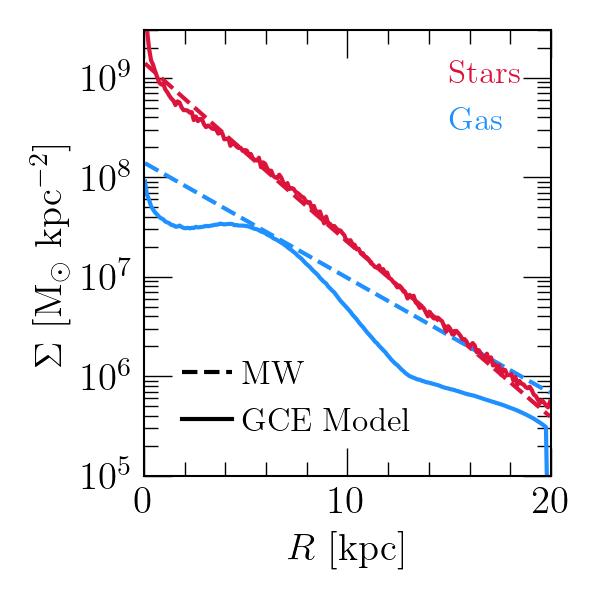 Stars
Gas
10⁹
10⁸
10⁷
10⁶
10⁵
Σ [M⊙ kpc⁻²]
MW
GCE Model
0
10
20
R [kpc]